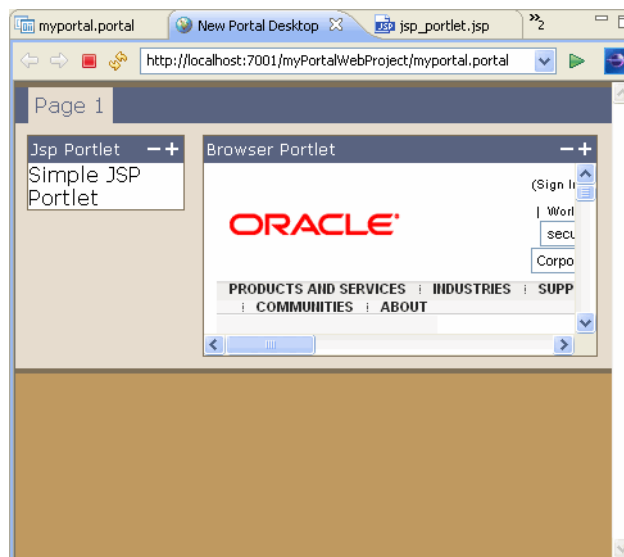 myportal.portal New Portal Desktop jsp_portlet.jsp »2
http://localhost:7001/myPortalWebProject/myportal.portal
Page 1
Jsp Portlet
Simple JSP
Portlet
Browser Portlet
(Sign In
| Worl
secu
Corpo
ORACLE
PRODUCTS AND SERVICES INDUSTRIES SUPP
COMMUNITIES ABOUT